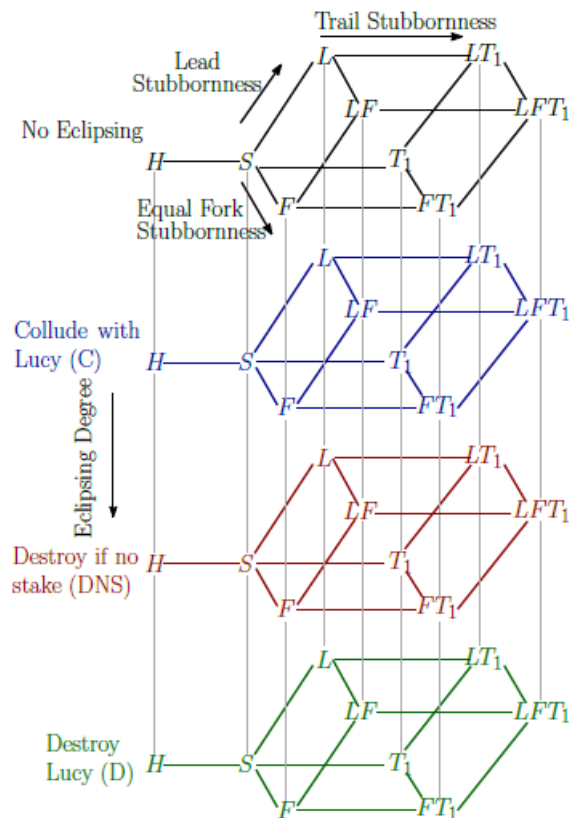 Trail Stubbornness
Lead
Stubbornness
L LT₁
LF LFT₁
No Eclipsing
H S T₁
Equal Fork
Stubbornness
F FT₁
L LT₁
LF LFT₁
Collude with
Lucy (C)
H S T₁
F FT₁
Eclipsing Degree
L LT₁
LF LFT₁
Destroy if no
stake (DNS)
H S T₁
F FT₁
L LT₁
LF LFT₁
Destroy
Lucy (D)
H S T₁
F FT₁